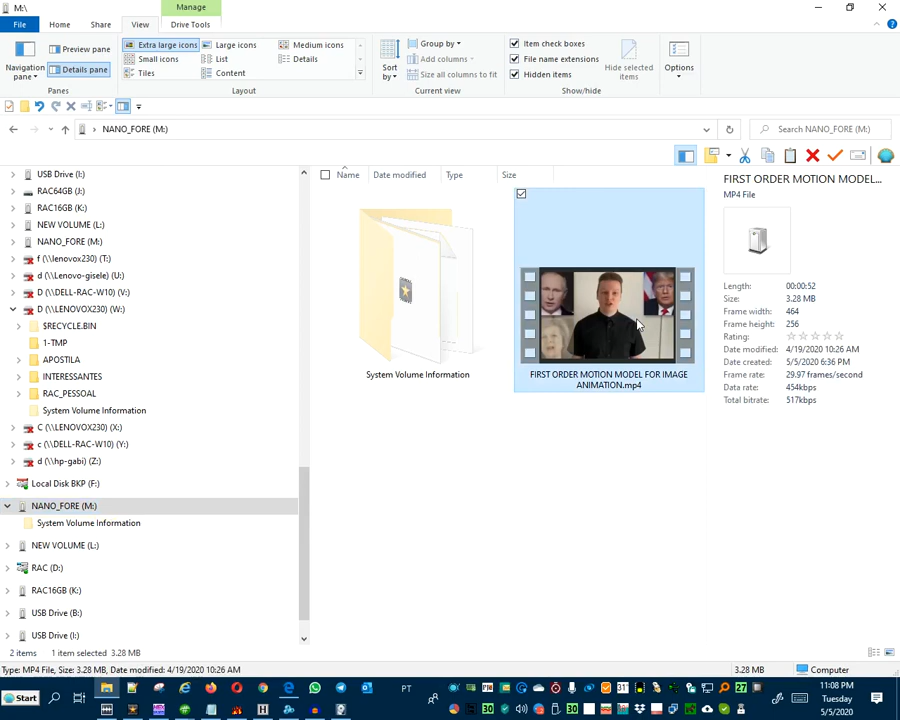 M:\
Manage
File
Home
Share
View
Drive Tools
Navigation pane
Preview pane
Details pane
Panes
Extra large icons
Large icons
Medium icons
Small icons
List
Details
Tiles
Content
Layout
Sort by
Group by
Add columns
Size all columns to fit
Current view
Item check boxes
File name extensions
Hidden items
Hide selected items
Show/hide
Options
NANO_FORE (M:)
Search NANO_FORE (M:)
USB Drive (I:)
RAC64GB (J:)
RAC16GB (K:)
NEW VOLUME (L:)
NANO_FORE (M:)
f (\\lenovox230) (T:)
d (\\Lenovo-gisele) (U:)
D (\\DELL-RAC-W10) (V:)
D (\\LENOVOX230) (W:)
$RECYCLE.BIN
1-TMP
APOSTILA
INTERESSANTES
RAC_PESSOAL
System Volume Information
C (\\LENOVOX230) (X:)
c (\\DELL-RAC-W10) (Y:)
d (\\hp-gabi) (Z:)
Local Disk BKP (F:)
NANO_FORE (M:)
System Volume Information
NEW VOLUME (L:)
RAC (D:)
RAC16GB (K:)
USB Drive (B:)
USB Drive (I:)
Name
Date modified
Type
Size
System Volume Information
FIRST ORDER MOTION MODEL FOR IMAGE
ANIMATION.mp4
FIRST ORDER MOTION MODEL...
MP4 File
Length: 00:00:52
Size: 3.28 MB
Frame width: 464
Frame height: 256
Rating:
Date modified: 4/19/2020 10:26 AM
Date created: 5/5/2020 6:36 PM
Frame rate: 29.97 frames/second
Data rate: 454kbps
Total bitrate: 517kbps
2 items 1 item selected 3.28 MB
Type: MP4 File, Size: 3.28 MB, Date modified: 4/19/2020 10:26 AM
3.28 MB
Computer
Start
PT
31
27
30
30
11:08 PM
Tuesday
5/5/2020